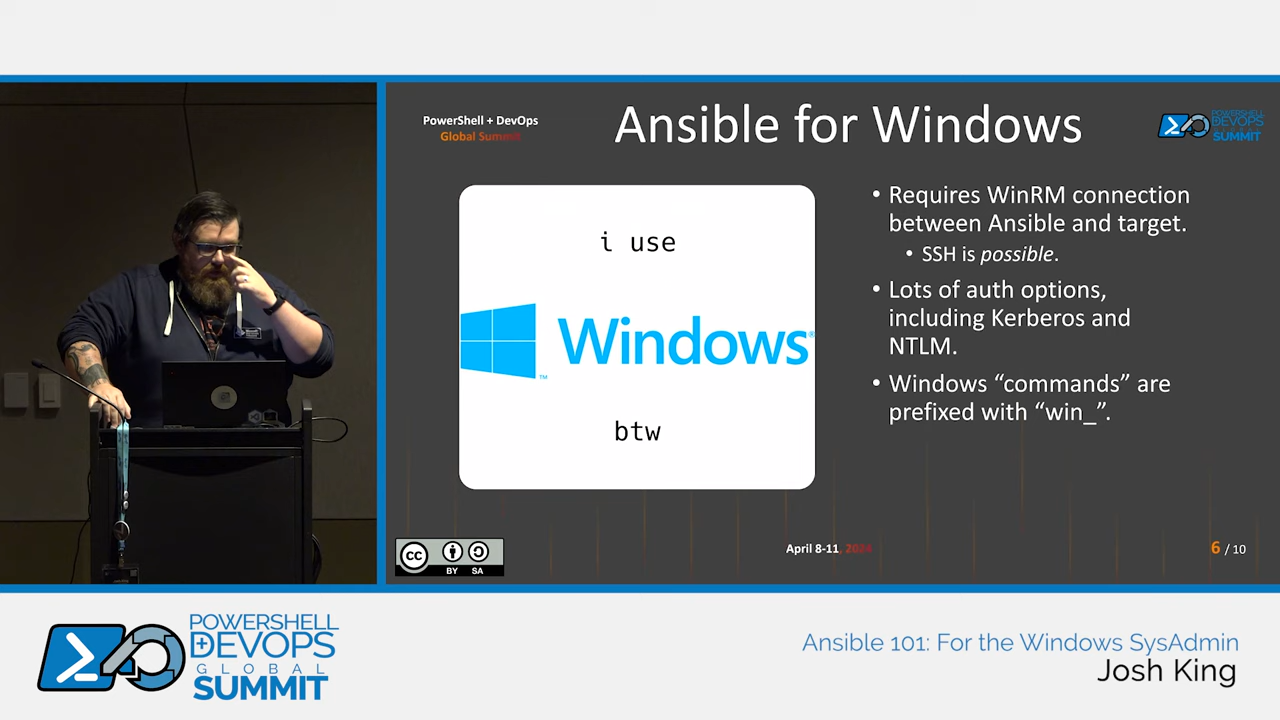 PowerShell + DevOps
Global Summit
Ansible for Windows
POWERSHELL
DEVOPS
SUMMIT
i use
Windows®
™
btw
• Requires WinRM connection
between Ansible and target.
• SSH is possible.
• Lots of auth options,
including Kerberos and
NTLM.
• Windows “commands” are
prefixed with “win_”.
cc
BY SA
April 8-11, 2024
6 / 10
POWERSHELL
+DEVOPS
GLOBAL
SUMMIT
Ansible 101: For the Windows SysAdmin
Josh King